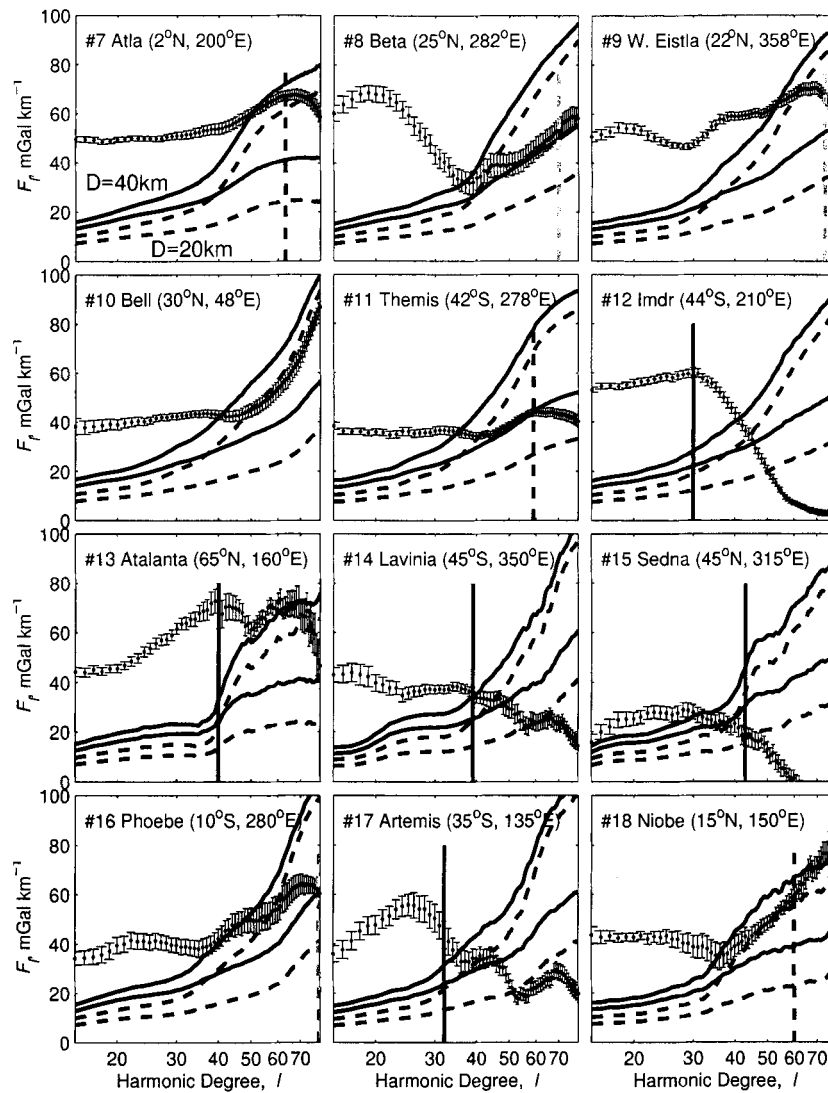 #7 Atla (2°N, 200°E)
#8 Beta (25°N, 282°E)
#9 W. Eistla (22°N, 358°E)
100
80
60
40
20
0
F_l, mGal km⁻¹
D=40km
D=20km
#10 Bell (30°N, 48°E)
#11 Themis (42°S, 278°E)
#12 Imdr (44°S, 210°E)
100
80
60
40
20
0
F_l, mGal km⁻¹
#13 Atalanta (65°N, 160°E)
#14 Lavinia (45°S, 350°E)
#15 Sedna (45°N, 315°E)
100
80
60
40
20
0
F_l, mGal km⁻¹
#16 Phoebe (10°S, 280°E)
#17 Artemis (35°S, 135°E)
#18 Niobe (15°N, 150°E)
100
80
60
40
20
0
F_l, mGal km⁻¹
20 30 40 50 60 70
20 30 40 50 60 70
20 30 40 50 60 70
Harmonic Degree, l
Harmonic Degree, l
Harmonic Degree, l